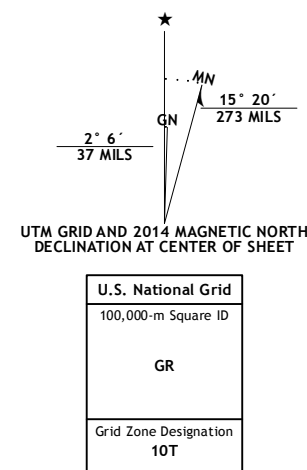 ★
MN
GN
15° 20´
273 MILS
2° 6´
37 MILS
UTM GRID AND 2014 MAGNETIC NORTH
DECLINATION AT CENTER OF SHEET
U.S. National Grid
100,000-m Square ID
GR
Grid Zone Designation
10T